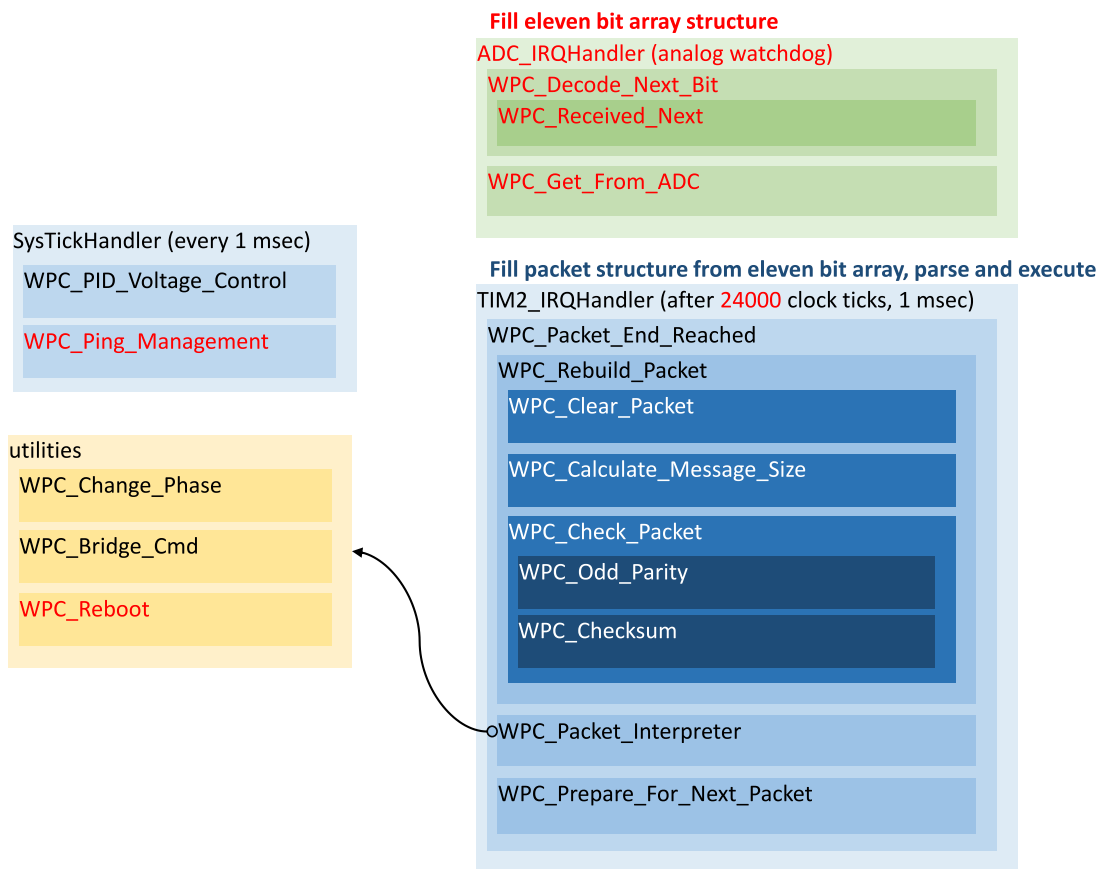 Fill eleven bit array structure
ADC_IRQHandler (analog watchdog)
WPC_Decode_Next_Bit
WPC_Received_Next
WPC_Get_From_ADC
SysTickHandler (every 1 msec)
WPC_PID_Voltage_Control
WPC_Ping_Management
utilities
WPC_Change_Phase
WPC_Bridge_Cmd
WPC_Reboot
Fill packet structure from eleven bit array, parse and execute
TIM2_IRQHandler (after 24000 clock ticks, 1 msec)
WPC_Packet_End_Reached
WPC_Rebuild_Packet
WPC_Clear_Packet
WPC_Calculate_Message_Size
WPC_Check_Packet
WPC_Odd_Parity
WPC_Checksum
WPC_Packet_Interpreter
WPC_Prepare_For_Next_Packet